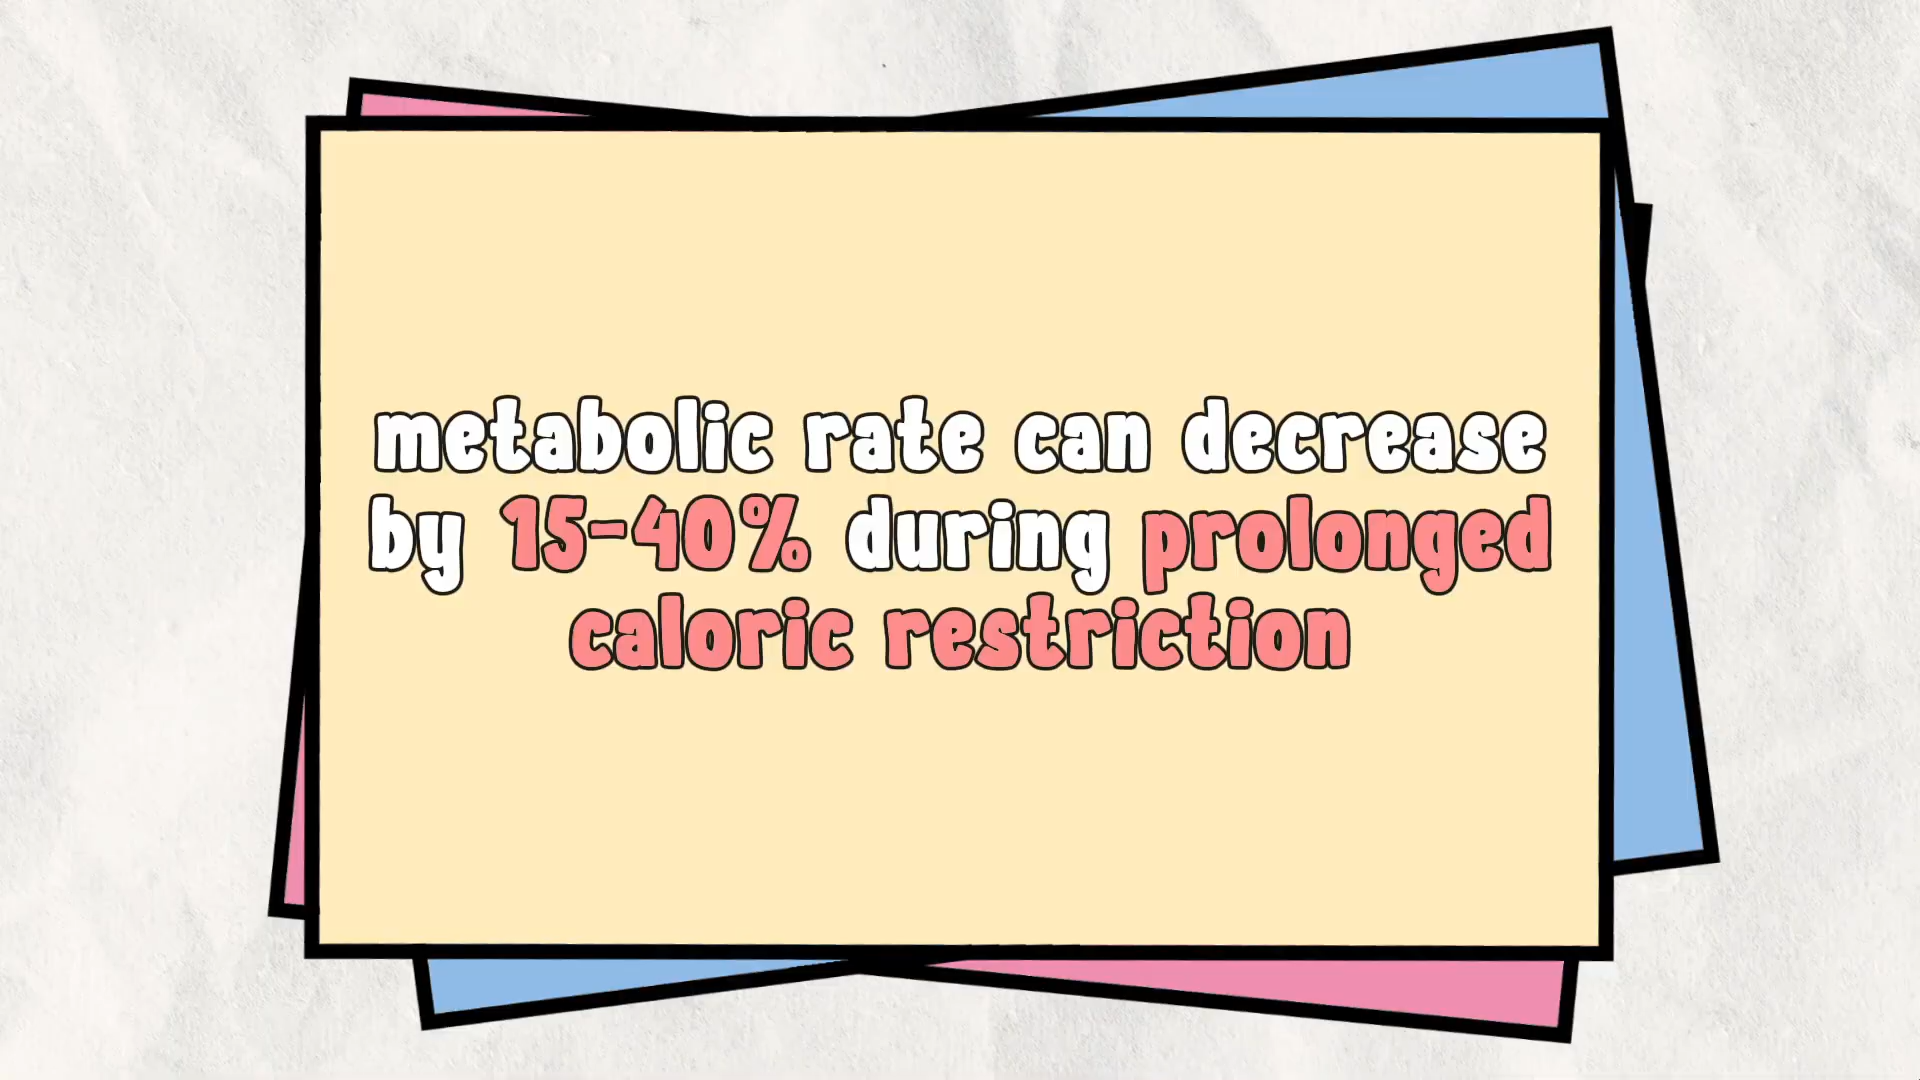 metabolic rate can decrease
by 15-40% during prolonged
caloric restriction